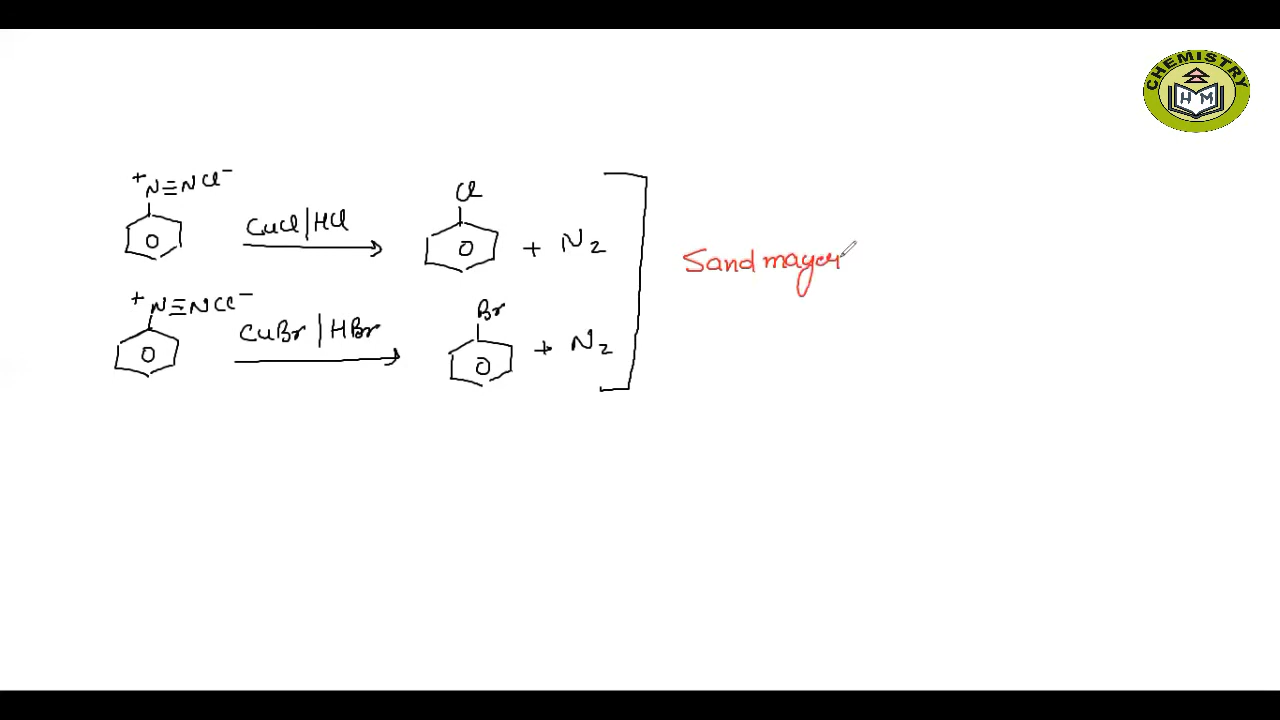 CHEMISTRY
H M
+N≡NCl−
CuCl/HCl
Cl
+ N2
+N≡NCl−
CuBr/HBr
Br
+ N2
Sandmayer